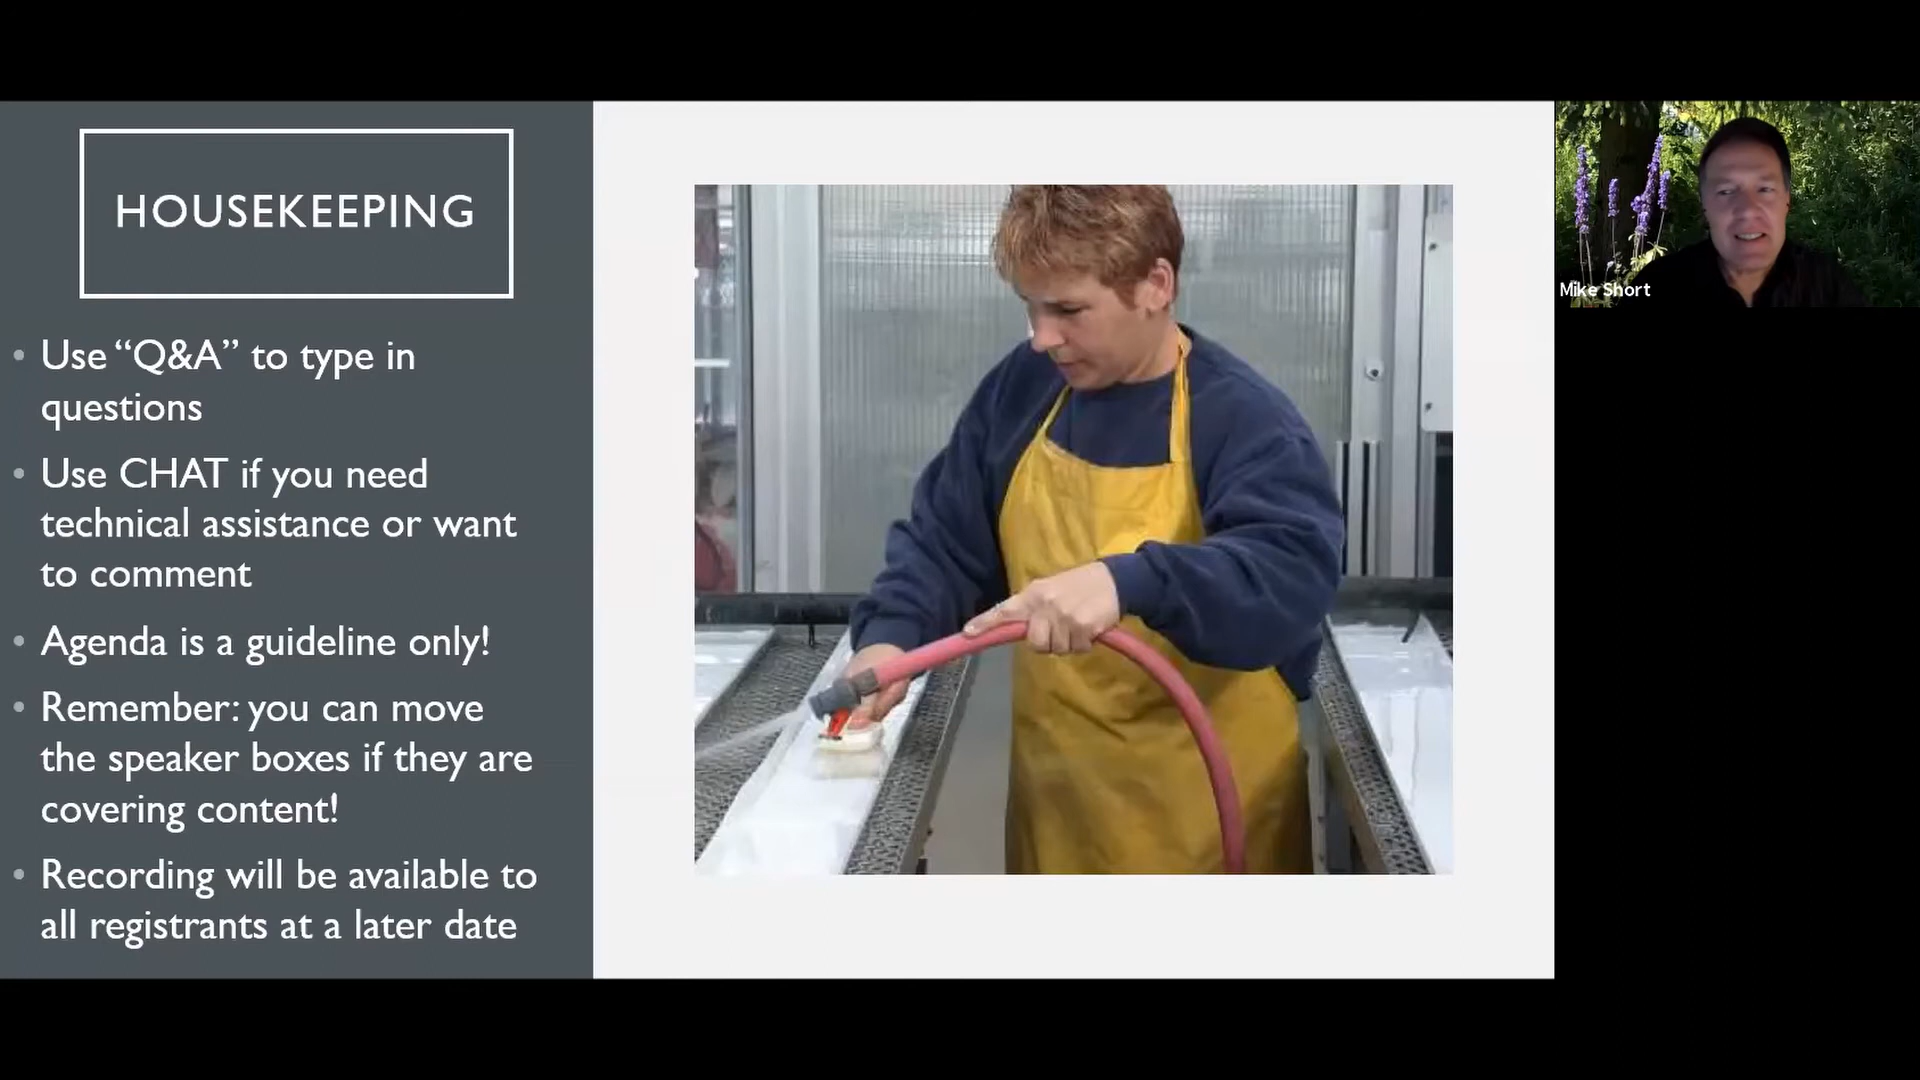 HOUSEKEEPING
• Use “Q&A” to type in
questions
• Use CHAT if you need
technical assistance or want
to comment
• Agenda is a guideline only!
• Remember: you can move
the speaker boxes if they are
covering content!
• Recording will be available to
all registrants at a later date
Mike Short